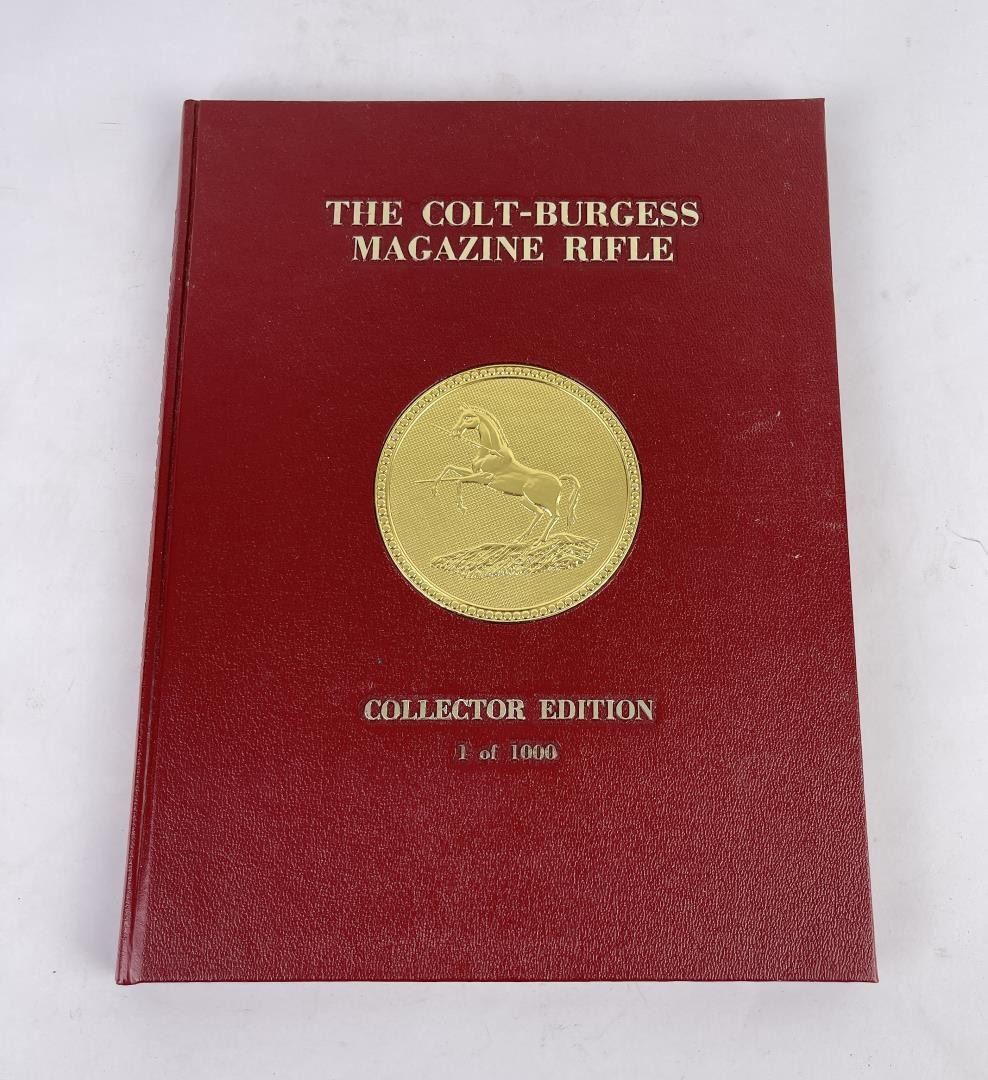 THE COLT-BURGESS
MAGAZINE RIFLE
COLLECTOR EDITION
1 of 1000